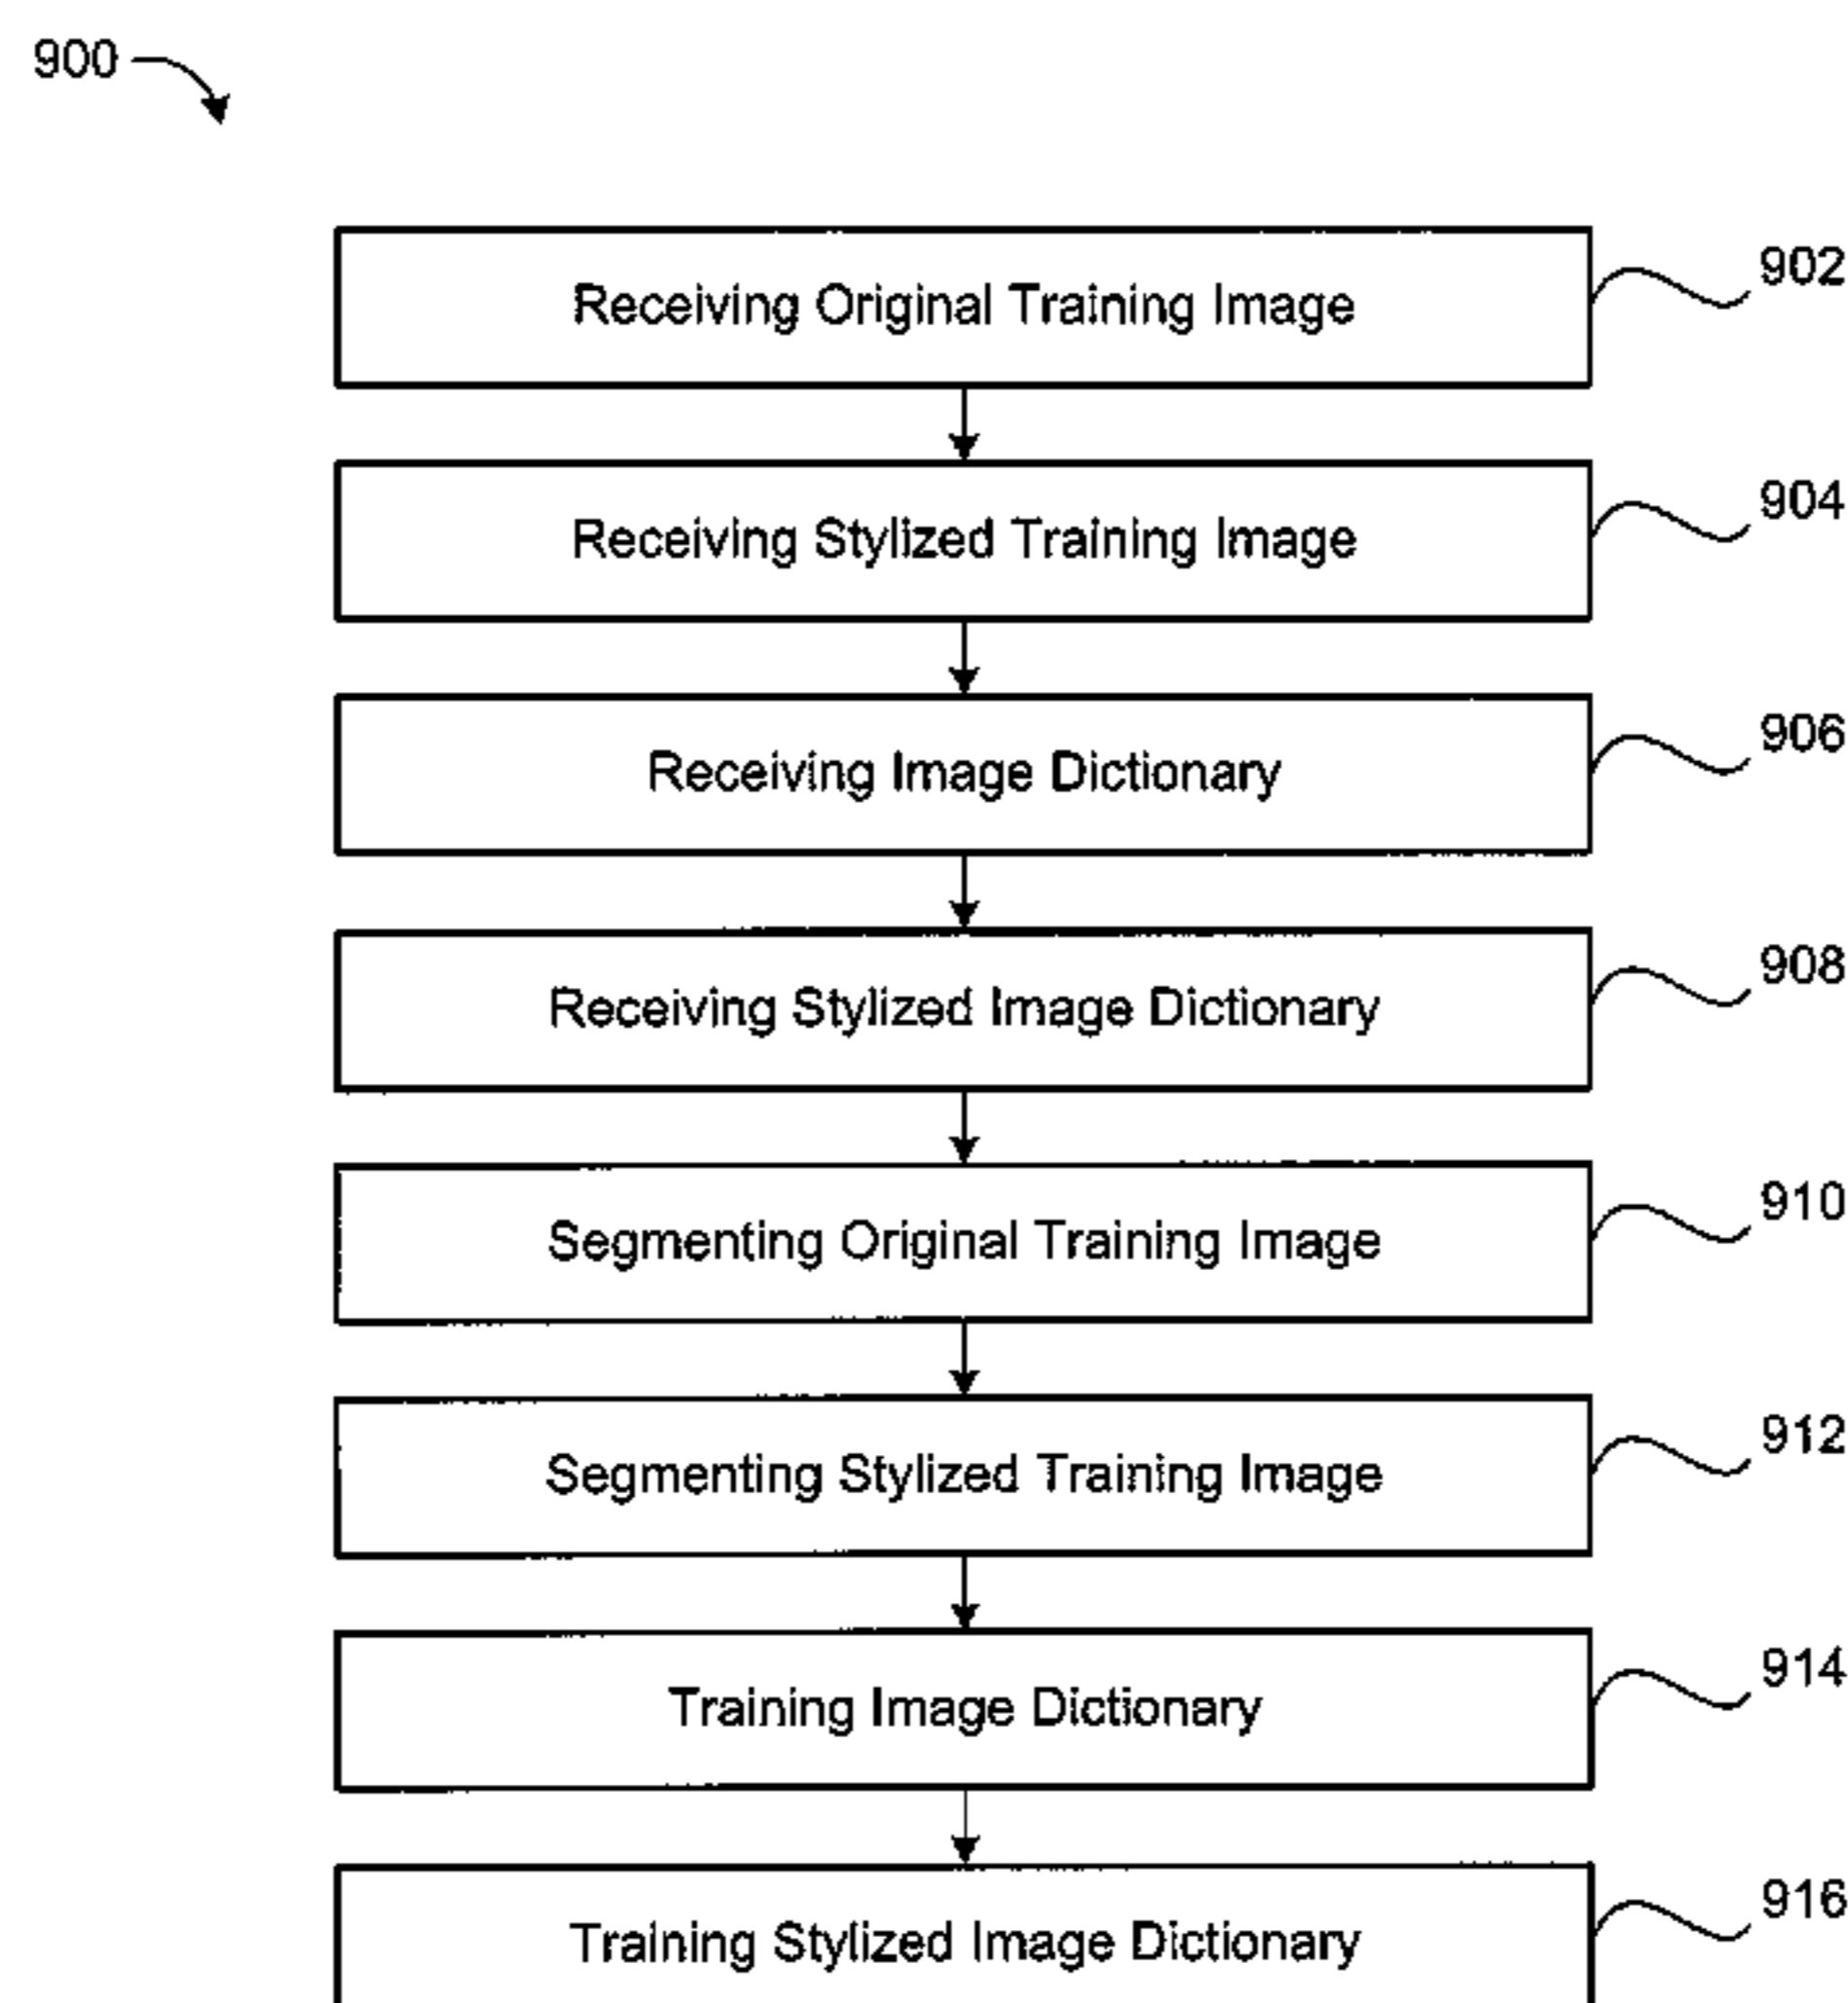 900
Receiving Original Training Image
902
Receiving Stylized Training Image
904
Receiving Image Dictionary
906
Receiving Stylized Image Dictionary
908
Segmenting Original Training Image
910
Segmenting Stylized Training Image
912
Training Image Dictionary
914
Training Stylized Image Dictionary
916